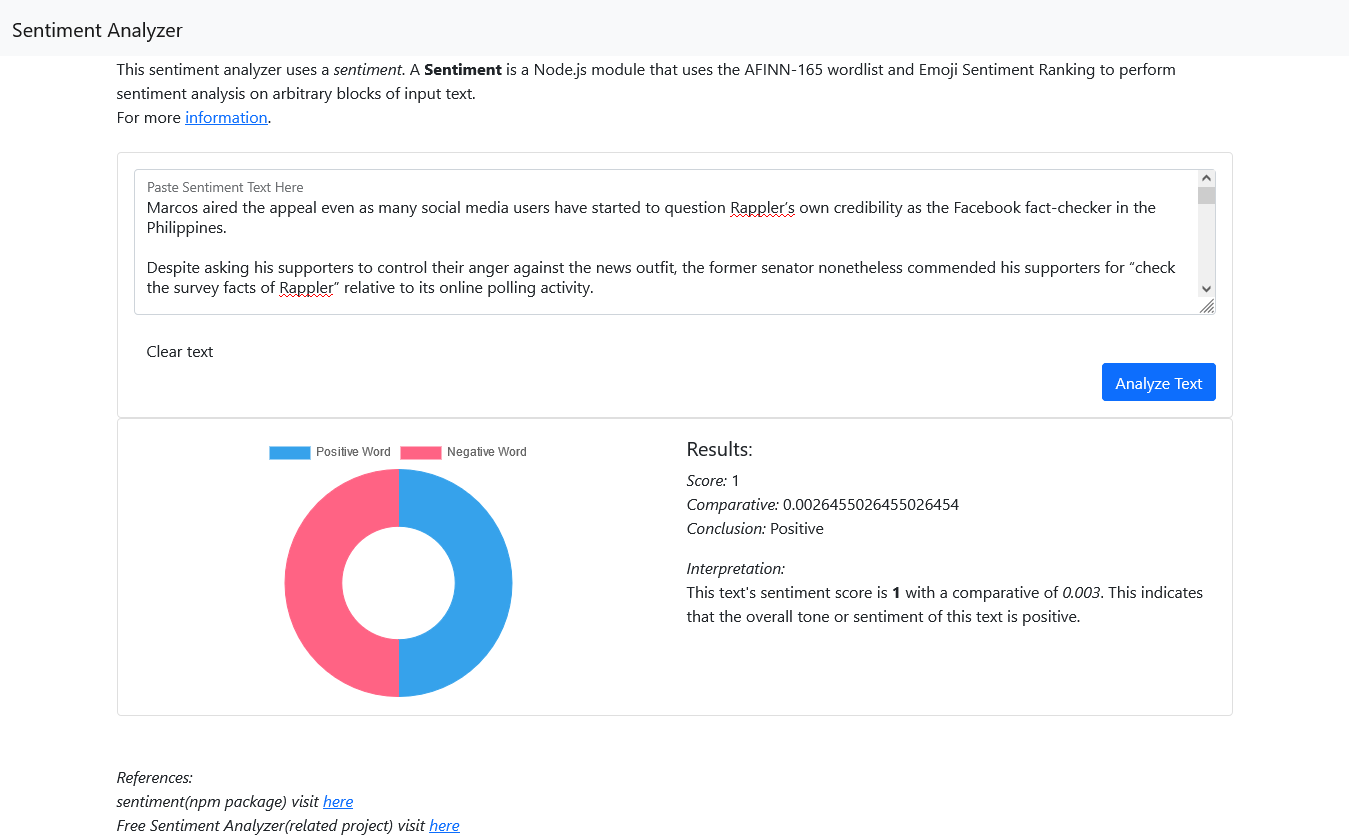 Sentiment Analyzer
This sentiment analyzer uses a sentiment. A Sentiment is a Node.js module that uses the AFINN-165 wordlist and Emoji Sentiment Ranking to perform
sentiment analysis on arbitrary blocks of input text.
For more information.
Paste Sentiment Text Here
Marcos aired the appeal even as many social media users have started to question Rappler’s own credibility as the Facebook fact-checker in the
Philippines.
Despite asking his supporters to control their anger against the news outfit, the former senator nonetheless commended his supporters for “check
the survey facts of Rappler” relative to its online polling activity.
Clear text
Analyze Text
Positive Word Negative Word
Results:
Score: 1
Comparative: 0.0026455026455026454
Conclusion: Positive
Interpretation:
This text's sentiment score is 1 with a comparative of 0.003. This indicates
that the overall tone or sentiment of this text is positive.
References:
sentiment(npm package) visit here
Free Sentiment Analyzer(related project) visit here